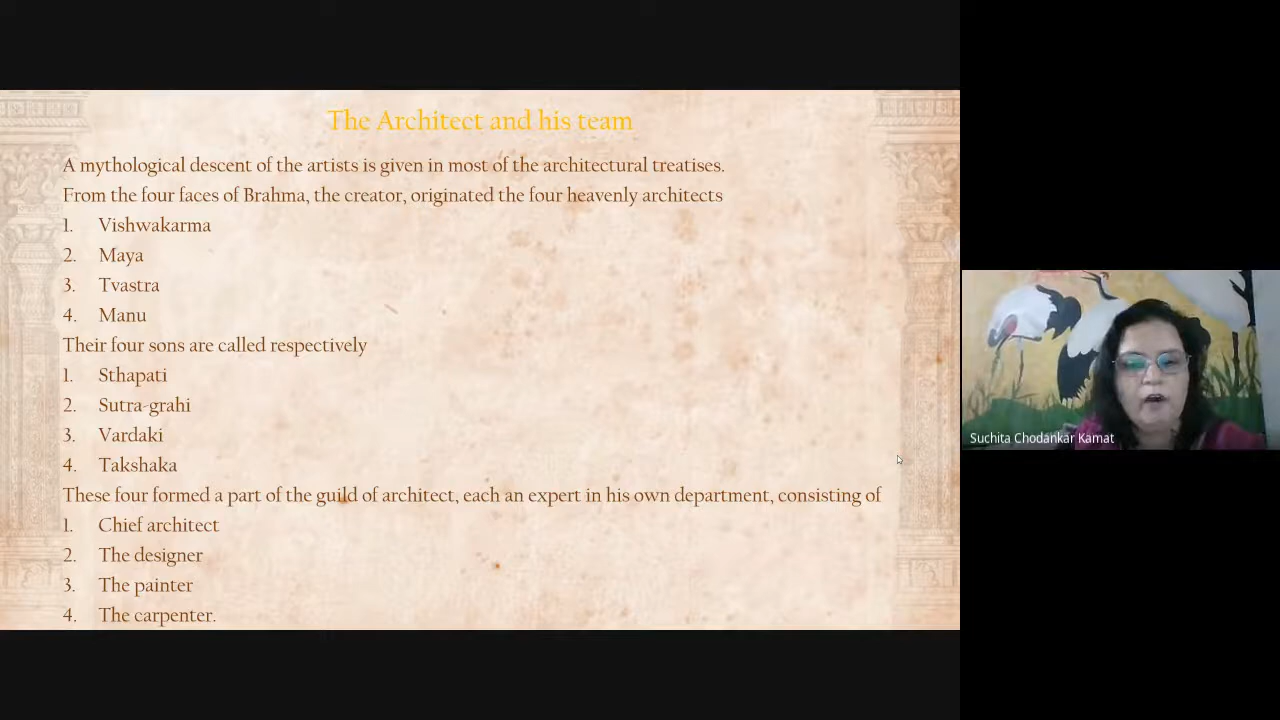 The Architect and his team
A mythological descent of the artists is given in most of the architectural treatises.
From the four faces of Brahma, the creator, originated the four heavenly architects
1. Vishwakarma
2. Maya
3. Tvastra
4. Manu
Their four sons are called respectively
1. Sthapati
2. Sutra-grahi
3. Vardaki
4. Takshaka
These four formed a part of the guild of architect, each an expert in his own department, consisting of
1. Chief architect
2. The designer
3. The painter
4. The carpenter.
Suchita Chodankar Kamat